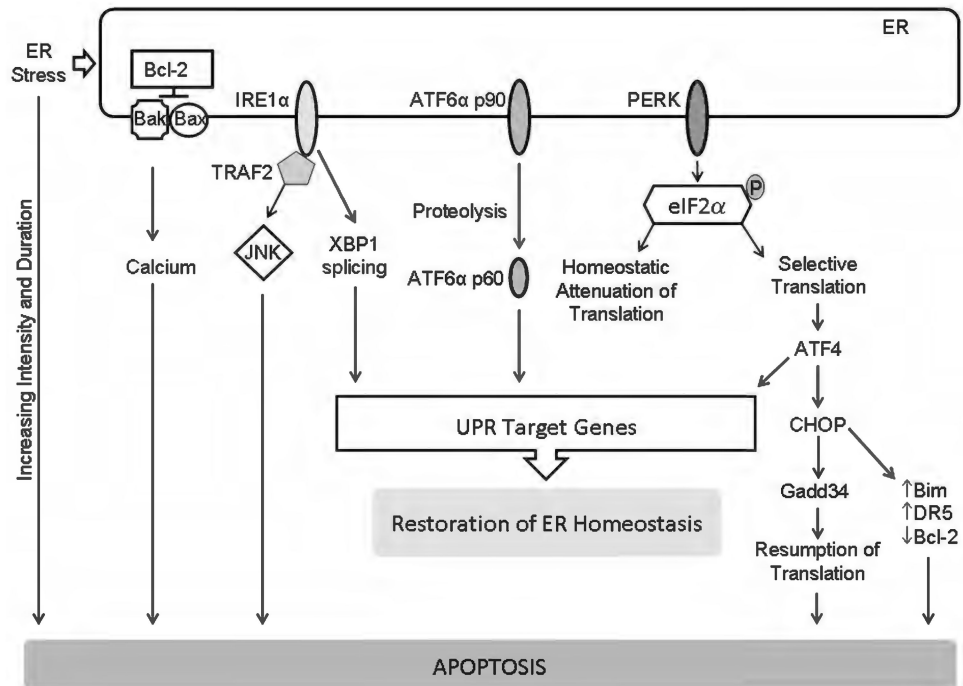 ER
ER
Stress
Bcl-2
Bak
Bax
IRE1α
ATF6α p90
PERK
TRAF2
P
eIF2α
Proteolysis
JNK
XBP1
splicing
Calcium
ATF6α p60
Homeostatic
Attenuation of
Translation
Selective
Translation
Increasing Intensity and Duration
ATF4
UPR Target Genes
CHOP
Gadd34
↑Bim
↑DR5
↓Bcl-2
Restoration of ER Homeostasis
Resumption of
Translation
APOPTOSIS